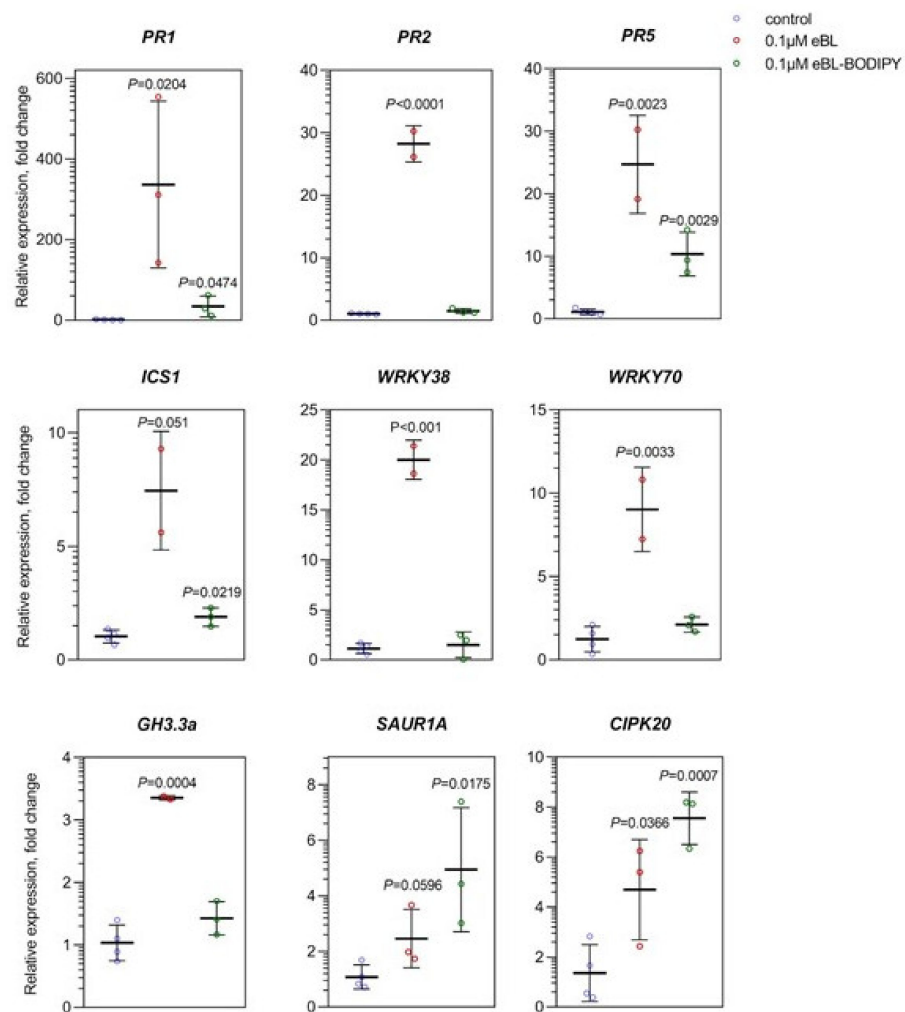 control
0.1µM eBL
0.1µM eBL-BODIPY
PR1
PR2
PR5
Relative expression, fold change
600
400
200
0
P=0.0204
P=0.0474
40
30
20
10
0
P<0.0001
40
30
20
10
0
P=0.0023
P=0.0029
ICS1
WRKY38
WRKY70
Relative expression, fold change
10
5
0
P=0.051
P=0.0219
25
20
15
10
5
0
P<0.001
15
10
5
0
P=0.0033
GH3.3a
SAUR1A
CIPK20
Relative expression, fold change
4
3
2
1
0
P=0.0004
8
6
4
2
0
P=0.0175
P=0.0596
10
8
6
4
2
0
P=0.0007
P=0.0366